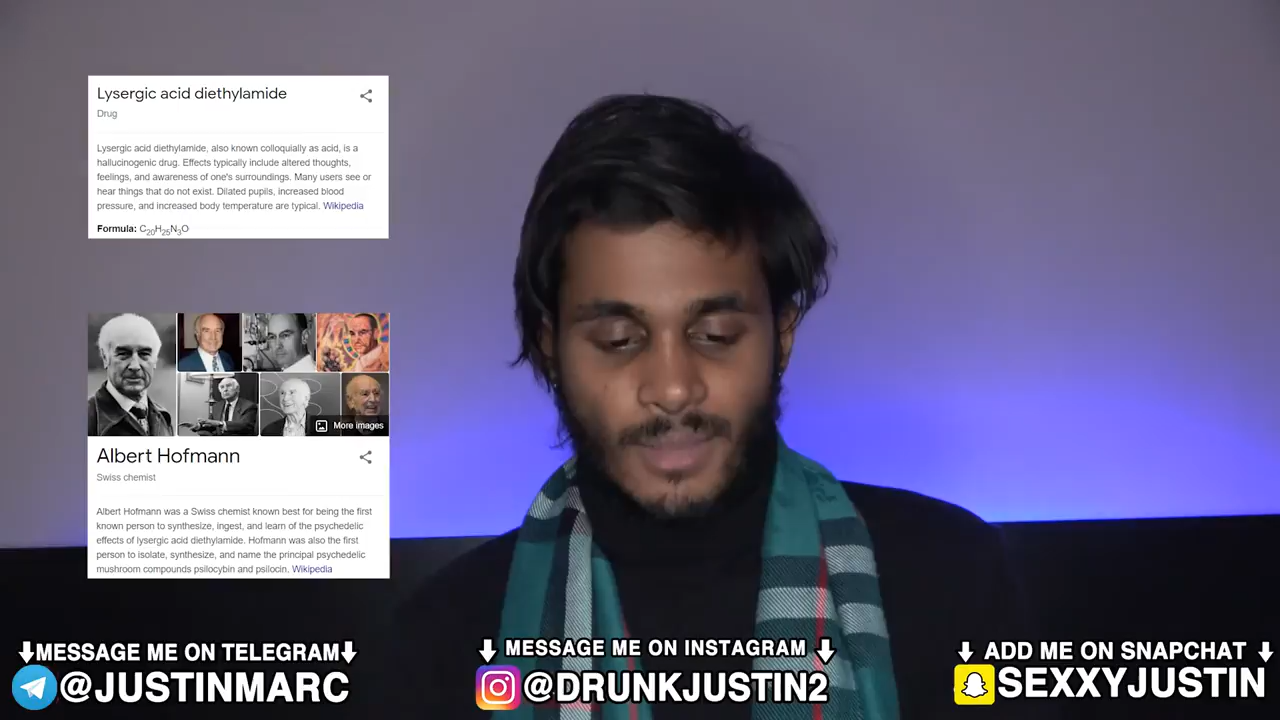 Lysergic acid diethylamide
Drug
Lysergic acid diethylamide, also known colloquially as acid, is a
hallucinogenic drug. Effects typically include altered thoughts,
feelings, and awareness of one's surroundings. Many users see or
hear things that do not exist. Dilated pupils, increased blood
pressure, and increased body temperature are typical. Wikipedia
Formula: C20H25N3O
More images
Albert Hofmann
Swiss chemist
Albert Hofmann was a Swiss chemist known best for being the first
known person to synthesize, ingest, and learn of the psychedelic
effects of lysergic acid diethylamide. Hofmann was also the first
person to isolate, synthesize, and name the principal psychedelic
mushroom compounds psilocybin and psilocin. Wikipedia
MESSAGE ME ON TELEGRAM
@JUSTINMARC
MESSAGE ME ON INSTAGRAM
@DRUNKJUSTIN2
ADD ME ON SNAPCHAT
SEXXYJUSTIN